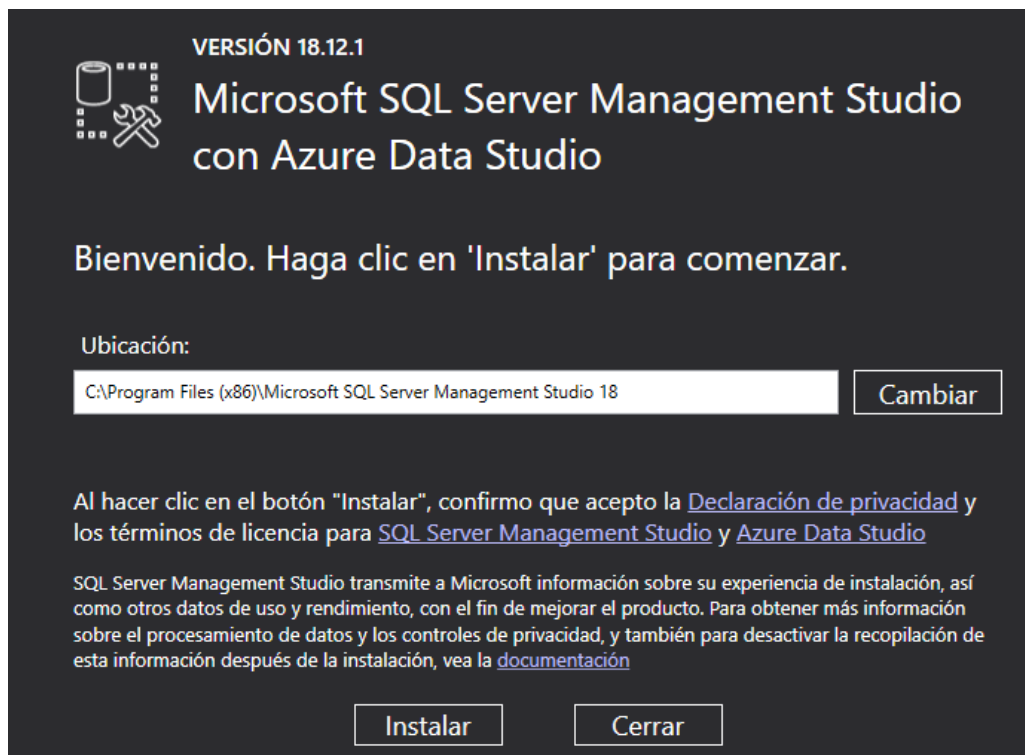 VERSIÓN 18.12.1
Microsoft SQL Server Management Studio
con Azure Data Studio
Bienvenido. Haga clic en 'Instalar' para comenzar.
Ubicación:
C:\Program Files (x86)\Microsoft SQL Server Management Studio 18
Cambiar
Al hacer clic en el botón "Instalar", confirmo que acepto la Declaración de privacidad y
los términos de licencia para SQL Server Management Studio y Azure Data Studio
SQL Server Management Studio transmite a Microsoft información sobre su experiencia de instalación, así
como otros datos de uso y rendimiento, con el fin de mejorar el producto. Para obtener más información
sobre el procesamiento de datos y los controles de privacidad, y también para desactivar la recopilación de
esta información después de la instalación, vea la documentación
Instalar
Cerrar